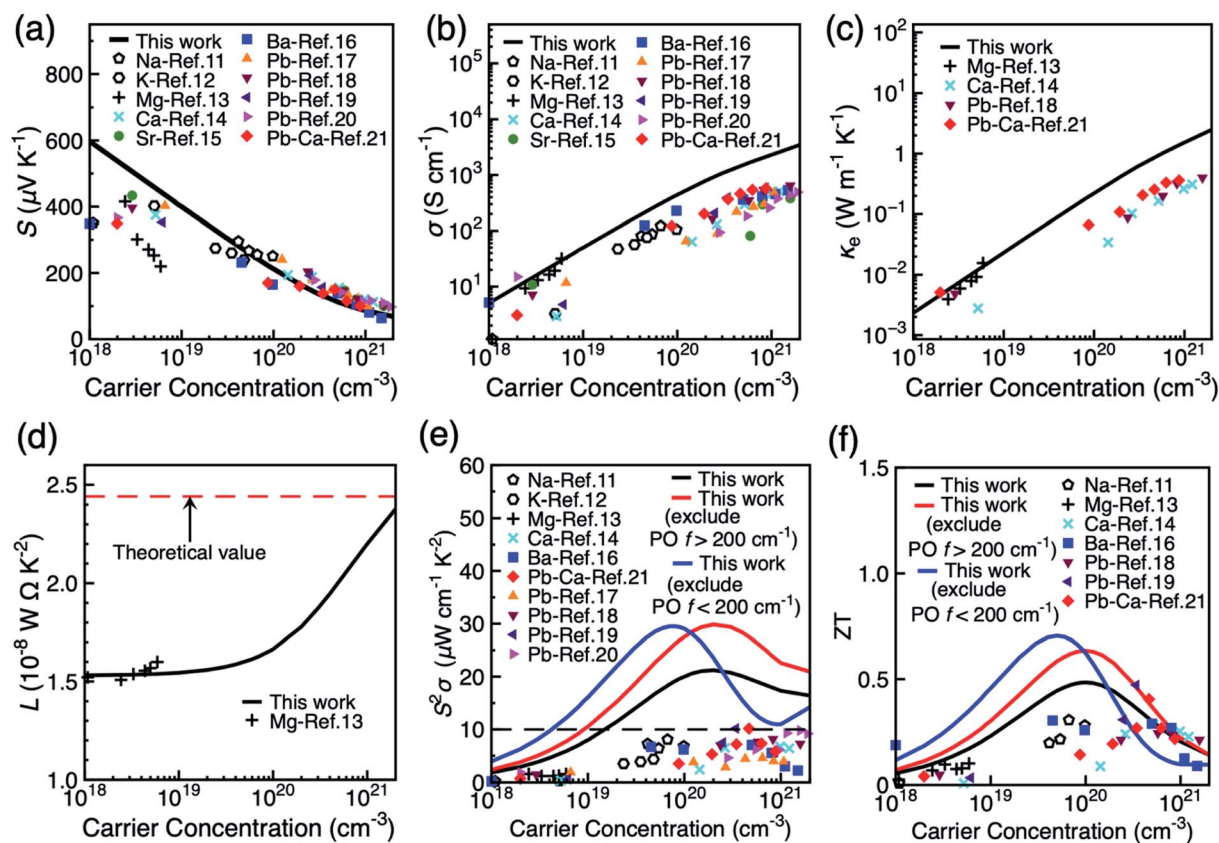 (a)
This work
Na-Ref.11
K-Ref.12
Mg-Ref.13
Ca-Ref.14
Sr-Ref.15
Ba-Ref.16
Pb-Ref.17
Pb-Ref.18
Pb-Ref.19
Pb-Ref.20
Pb-Ca-Ref.21
S (μV K⁻¹)
800
600
400
200
0
10¹⁸ 10¹⁹ 10²⁰ 10²¹
Carrier Concentration (cm⁻³)
(b)
This work
Na-Ref.11
K-Ref.12
Mg-Ref.13
Ca-Ref.14
Sr-Ref.15
Ba-Ref.16
Pb-Ref.17
Pb-Ref.18
Pb-Ref.19
Pb-Ref.20
Pb-Ca-Ref.21
σ (S cm⁻¹)
10⁵
10⁴
10³
10²
10¹
10¹⁸ 10¹⁹ 10²⁰ 10²¹
Carrier Concentration (cm⁻³)
(c)
This work
Mg-Ref.13
Ca-Ref.14
Pb-Ref.18
Pb-Ca-Ref.21
κₑ (W m⁻¹ K⁻¹)
10²
10¹
1
10⁻¹
10⁻²
10⁻³
10¹⁸ 10¹⁹ 10²⁰ 10²¹
Carrier Concentration (cm⁻³)
(d)
Theoretical value
This work
Mg-Ref.13
L (10⁻⁸ W Ω K⁻²)
2.5
2.0
1.5
1.0
10¹⁸ 10¹⁹ 10²⁰ 10²¹
Carrier Concentration (cm⁻³)
(e)
Na-Ref.11
K-Ref.12
Mg-Ref.13
Ca-Ref.14
Ba-Ref.16
Pb-Ca-Ref.21
Pb-Ref.17
Pb-Ref.18
Pb-Ref.19
Pb-Ref.20
This work
This work
(exclude
PO f > 200 cm⁻¹)
This work
(exclude
PO f < 200 cm⁻¹)
S²σ (μW cm⁻¹ K⁻²)
60
50
40
30
20
10
0
10¹⁸ 10¹⁹ 10²⁰ 10²¹
Carrier Concentration (cm⁻³)
(f)
This work
This work
(exclude
PO f > 200 cm⁻¹)
This work
(exclude
PO f < 200 cm⁻¹)
Na-Ref.11
Mg-Ref.13
Ca-Ref.14
Ba-Ref.16
Pb-Ref.18
Pb-Ref.19
Pb-Ca-Ref.21
ZT
1.5
1.0
0.5
0
10¹⁸ 10¹⁹ 10²⁰ 10²¹
Carrier Concentration (cm⁻³)